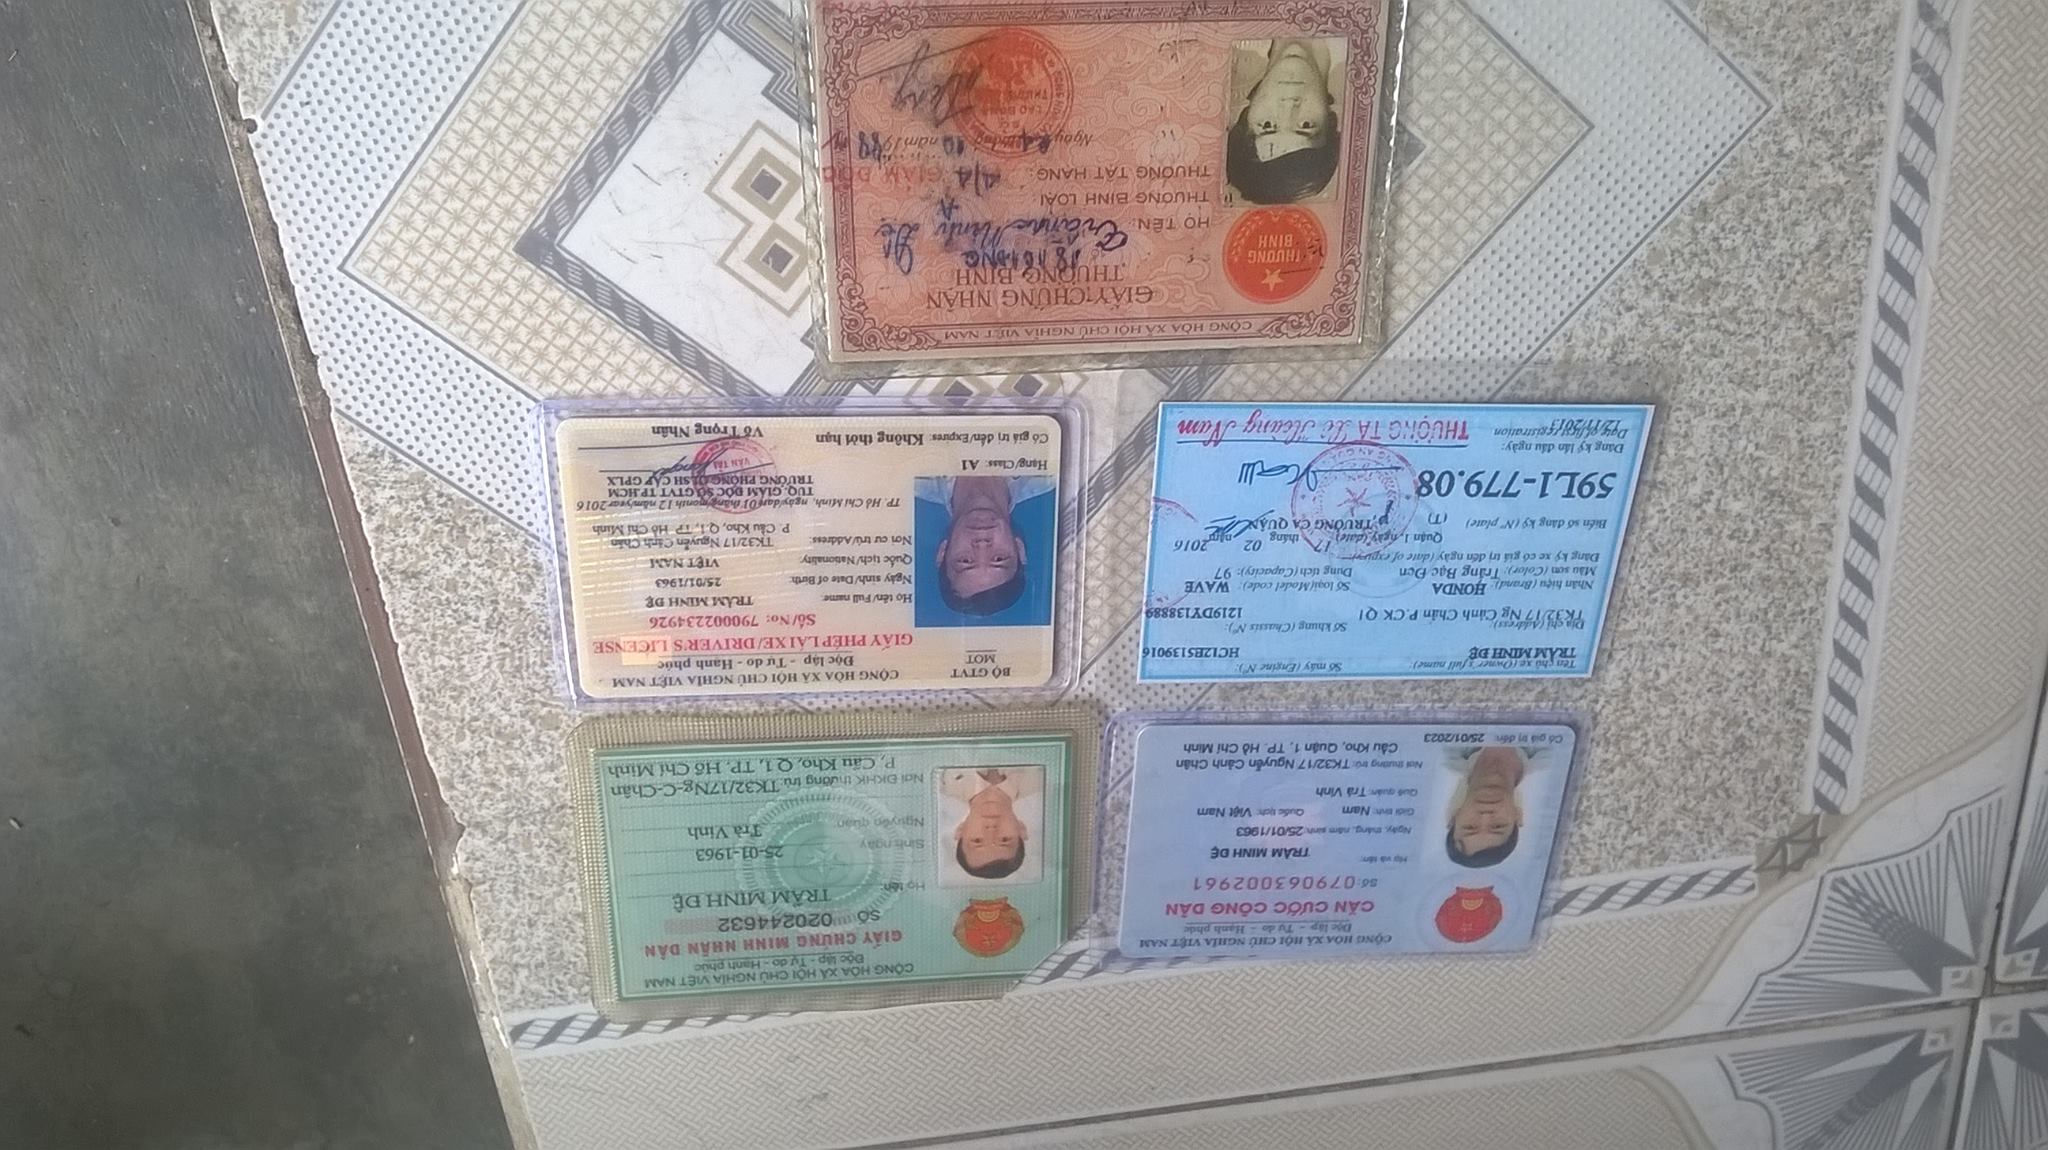 CỘNG HÒA XÃ HỘI CHỦ NGHĨA VIỆT NAM
Độc lập - Tự do - Hạnh phúc
CĂN CƯỚC CÔNG DÂN
Số: 079063002961
Họ và tên: TRẦM MINH ĐỆ
Ngày, tháng, năm sinh: 25/01/1963
Giới tính: Nam Quốc tịch: Việt Nam
Quê quán: Trà Vinh
Nơi thường trú: TK32/17 Nguyễn Cảnh Chân
Cầu Kho, Quận 1, TP. Hồ Chí Minh
Có giá trị đến: 25/01/2023
CỘNG HÒA XÃ HỘI CHỦ NGHĨA VIỆT NAM
Độc lập - Tự do - Hạnh phúc
GIẤY CHỨNG MINH NHÂN DÂN
SỐ 020244632
Họ tên: TRẦM MINH ĐỆ
Sinh ngày 25-01-1963
Nguyên quán Trà Vinh
Nơi ĐKHK thường trú: TK32/17Ng-C-Chân
P, Cầu Kho, Q1, TP. Hồ Chí Minh
Tên chủ xe (Owner's full name): Số máy (Engine N°):
TRẦM MINH ĐỆ HC12E5139016
Địa chỉ (Address): Số khung (Chassis N°):
TK32/17 Ng Cảnh Chân P.CK Q1 1219DY138889
Nhãn hiệu (Brand): HONDA Số loại (Model code): WAVE
Màu sơn (Color): Trắng Bạc Đen Dung tích (Capacity): 97
Đăng ký xe có giá trị đến ngày (date of expiry)
Quận 1, ngày (date) 17 tháng 02 năm 2016
Biển số đăng ký (N° plate) (T) TRƯỞNG CA QUẬN
59L1-779.08
Đăng ký lần đầu ngày:
Date of first registration 12/11/2013
THƯỢNG TÁ Lê Hoàng Nam
BỘ GTVT CỘNG HÒA XÃ HỘI CHỦ NGHĨA VIỆT NAM
MOT Độc lập - Tự do - Hạnh phúc
GIẤY PHÉP LÁI XE/DRIVER'S LICENSE
Số/No: 790002234926
Họ tên/Full name: TRẦM MINH ĐỆ
Ngày sinh/Date of Birth: 25/01/1963
Quốc tịch/Nationality: VIỆT NAM
Nơi cư trú/Address: TK32/17 Nguyễn Cảnh Chân
P. Cầu Kho, Q.1, TP Hồ Chí Minh
TP. Hồ Chí Minh, ngày/date 01 tháng/month 12 năm/year 2016
TUQ. GIÁM ĐỐC SỞ GTVT TP.HCM
TRƯỞNG PHÒNG QLSH CẤP GPLX
Hạng/Class: A1
VẬN TẢI
Có giá trị đến/Expires: Không thời hạn Võ Trọng Nhân
CỘNG HÒA XÃ HỘI CHỦ NGHĨA VIỆT NAM
GIẤY CHỨNG NHẬN
THƯƠNG BINH
THƯƠNG BINH
HỌ TÊN: Trầm Minh Đệ
THƯƠNG BINH LOẠI: A
THƯƠNG TẬT HẠNG: 4/4
GIÁM ĐỐC
Ngày 24 tháng 10 năm 1989